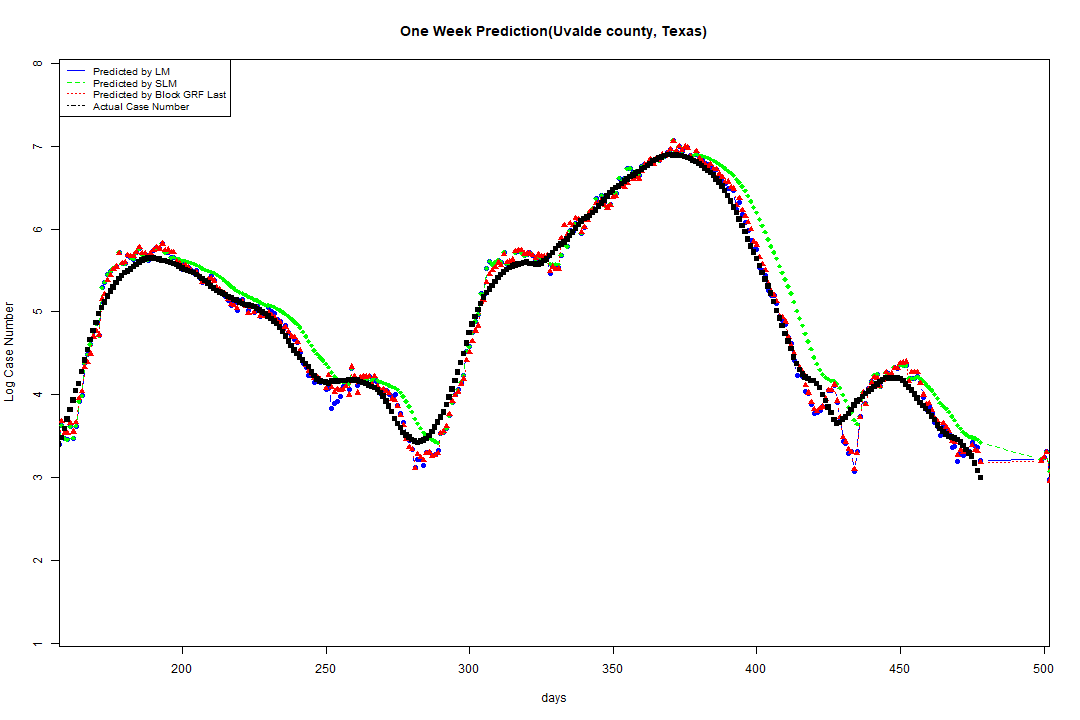 One Week Prediction(Uvalde county, Texas)
Predicted by LM
Predicted by SLM
Predicted by Block GRF Last
Actual Case Number
Log Case Number
8
7
6
5
4
3
2
1
200 250 300 350 400 450 500
days